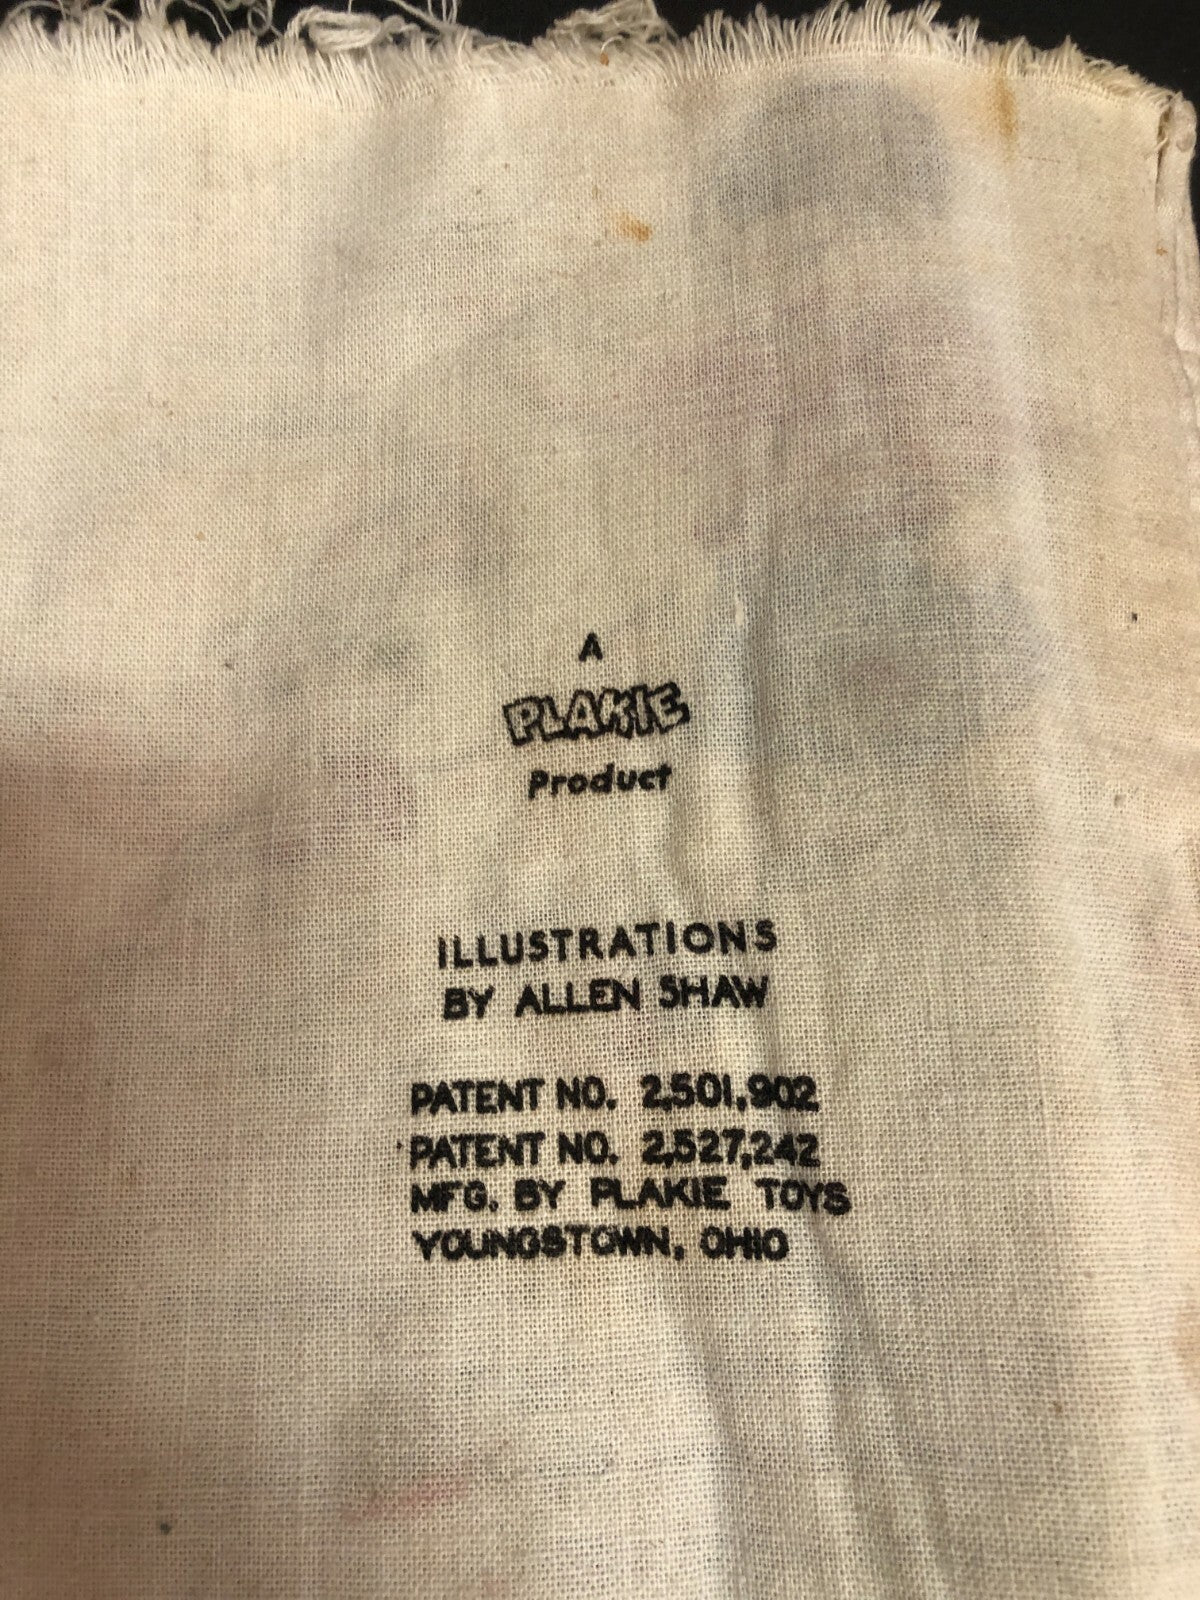 A
PLAKIE
Product
ILLUSTRATIONS
BY ALLEN SHAW
PATENT NO. 2,501,902
PATENT NO. 2,527,242
MFG. BY PLAKIE TOYS
YOUNGSTOWN, OHIO